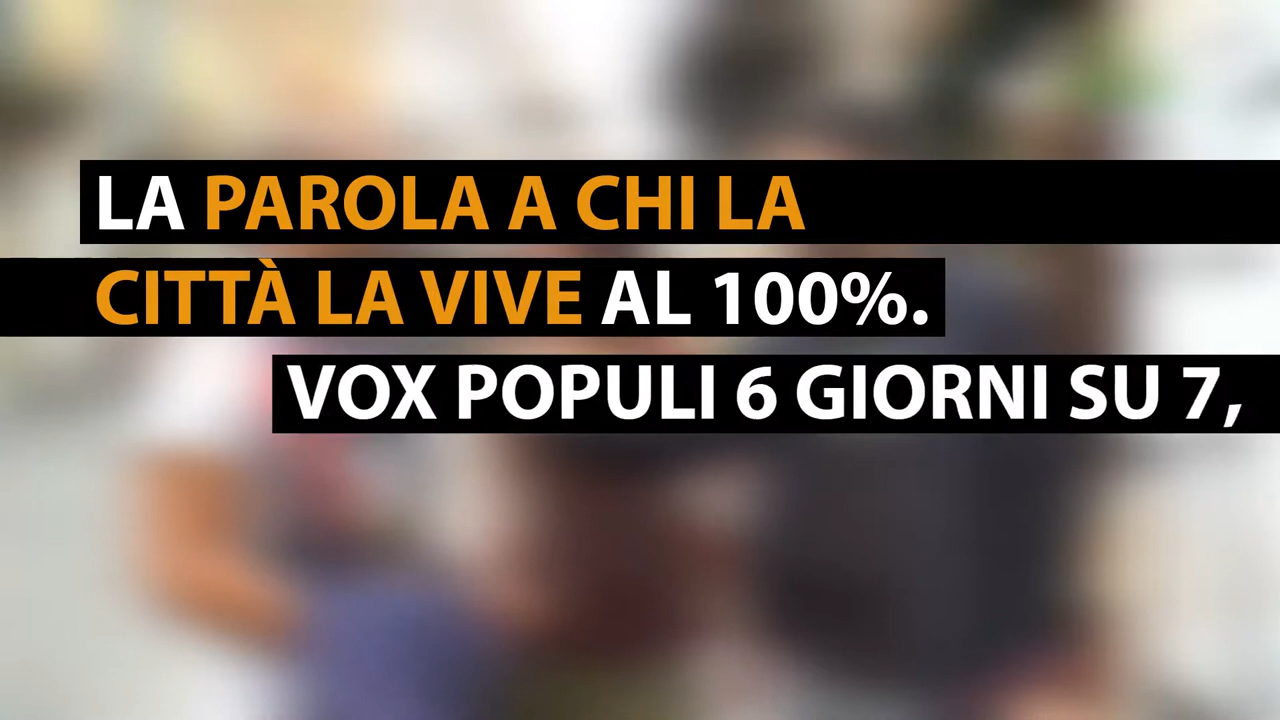 LA PAROLA A CHI LA
CITTÀ LA VIVE AL 100%.
VOX POPULI 6 GIORNI SU 7,